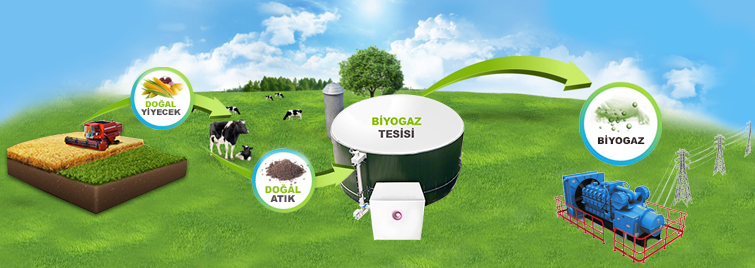 DOĞAL
YİYECEK
DOĞAL
ATIK
BİYOGAZ
TESİSİ
BİYOGAZ